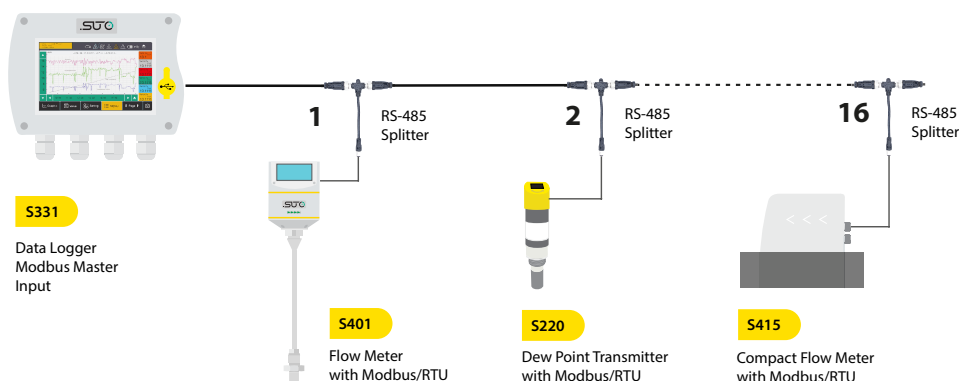 SUTO
1
RS-485
Splitter
2
RS-485
Splitter
16
RS-485
Splitter
S331
Data Logger
Modbus Master
Input
SUTO
S401
Flow Meter
with Modbus/RTU
S220
Dew Point Transmitter
with Modbus/RTU
S415
Compact Flow Meter
with Modbus/RTU